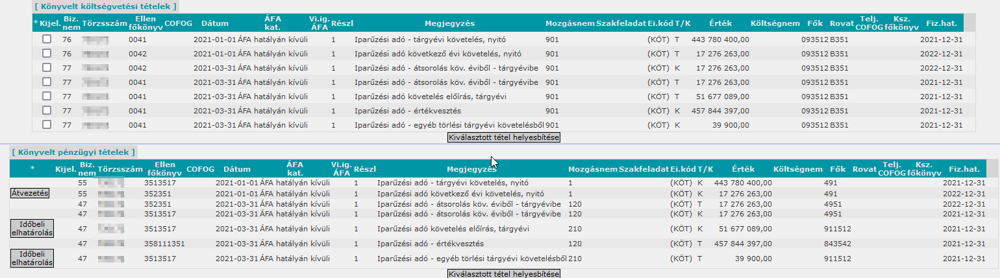 [ Könyvelt költségvetési tételek ]
* Kijel. Biz. nem Törzsszám Ellen főkönyv COFOG Dátum ÁFA kat. Vi.ig. ÁFA Részl Megjegyzés Mozgásnem Szakfeladat Ei.kód T/K Érték Költségnem Fők Rovat Telj. COFOG Ksz. főkönyv Fiz.hat.
76 0041 2021-01-01 ÁFA hatályán kívüli 1 Iparűzési adó - tárgyévi követelés, nyitó 901 (KÖT) T 443 780 400,00 093512 B351 2021-12-31
76 0042 2021-01-01 ÁFA hatályán kívüli 1 Iparűzési adó következő évi követelés, nyitó 901 (KÖT) T 17 276 263,00 093512 B351 2022-12-31
77 0042 2021-03-31 ÁFA hatályán kívüli 1 Iparűzési adó - átsorolás köv. éviből - tárgyévibe 901 (KÖT) K 17 276 263,00 093512 B351 2022-12-31
77 0041 2021-03-31 ÁFA hatályán kívüli 1 Iparűzési adó - átsorolás köv. éviből - tárgyévibe 901 (KÖT) T 17 276 263,00 093512 B351 2021-12-31
77 0041 2021-03-31 ÁFA hatályán kívüli 1 Iparűzési adó követelés előírás, tárgyévi 901 (KÖT) T 51 677 089,00 093512 B351 2021-12-31
77 0041 2021-03-31 ÁFA hatályán kívüli 1 Iparűzési adó - értékvesztés 901 (KÖT) K 457 844 397,00 093512 B351 2021-12-31
77 0041 2021-03-31 ÁFA hatályán kívüli 1 Iparűzési adó - egyéb törlési tárgyévi követelésből 901 (KÖT) K 39 900,00 093512 B351 2021-12-31
Kiválasztott tétel helyesbítése
[ Könyvelt pénzügyi tételek ]
* Kijel. Biz. nem Törzsszám Ellen főkönyv COFOG Dátum ÁFA kat. Vi.ig. ÁFA Részl Megjegyzés Mozgásnem Szakfeladat Ei.kód T/K Érték Költségnem Fők Rovat Telj. COFOG Ksz. főkönyv Fiz.hat.
55 3513517 2021-01-01 ÁFA hatályán kívüli 1 Iparűzési adó - tárgyévi követelés, nyitó 1 (KÖT) K 443 780 400,00 491 2021-12-31
Átvezetés 55 352351 2021-01-01 ÁFA hatályán kívüli 1 Iparűzési adó következő évi követelés, nyitó 1 (KÖT) K 17 276 263,00 491 2022-12-31
47 352351 2021-03-31 ÁFA hatályán kívüli 1 Iparűzési adó - átsorolás köv. éviből - tárgyévibe 120 (KÖT) T 17 276 263,00 4951 2022-12-31
47 3513517 2021-03-31 ÁFA hatályán kívüli 1 Iparűzési adó - átsorolás köv. éviből - tárgyévibe 120 (KÖT) K 17 276 263,00 4951 2021-12-31
Időbeli elhatárolás 47 3513517 2021-03-31 ÁFA hatályán kívüli 1 Iparűzési adó követelés előírás, tárgyévi 210 (KÖT) K 51 677 089,00 911512 2021-12-31
47 358111351 2021-03-31 ÁFA hatályán kívüli 1 Iparűzési adó - értékvesztés 120 (KÖT) T 457 844 397,00 843542 2021-12-31
Időbeli elhatárolás 47 3513517 2021-03-31 ÁFA hatályán kívüli 1 Iparűzési adó - egyéb törlési tárgyévi követelésből 210 (KÖT) T 39 900,00 911512 2021-12-31
Kiválasztott tétel helyesbítése